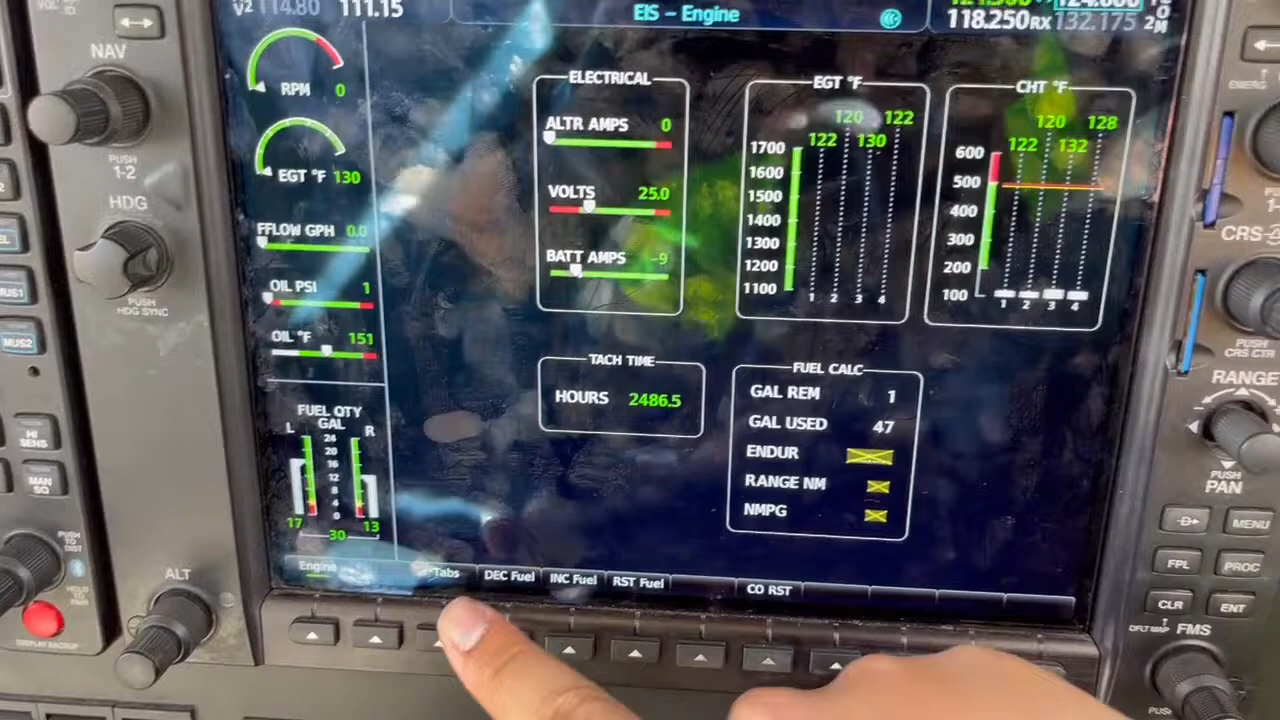 V2 114.80 111.15
EIS – Engine
118.250 RX 132.175
NAV
PUSH
1-2
HDG
PUSH
HDG SYNC
MUS1
MUS2
HI
SENS
MAN
SQ
ALT
DISPLAY BACKUP
RPM 0
EGT °F 130
FFLOW GPH 0.0
OIL PSI 1
OIL °F 151
FUEL QTY
GAL
L R
24
20
16
12
8
4
0
17 13
30
ELECTRICAL
ALTR AMPS 0
VOLTS 25.0
BATT AMPS -9
EGT °F
120 122
122 130
1700
1600
1500
1400
1300
1200
1100
1 2 3 4
CHT °F
120 128
122 132
600
500
400
300
200
100
1 2 3 4
TACH TIME
HOURS 2486.5
FUEL CALC
GAL REM 1
GAL USED 47
ENDUR
RANGE NM
NMPG
Engine Tabs DEC Fuel INC Fuel RST Fuel CO RST
EMERG
CRS
PUSH
CRS CTR
RANGE
PUSH
PAN
D MENU
FPL PROC
CLR ENT
DFLT MAP FMS